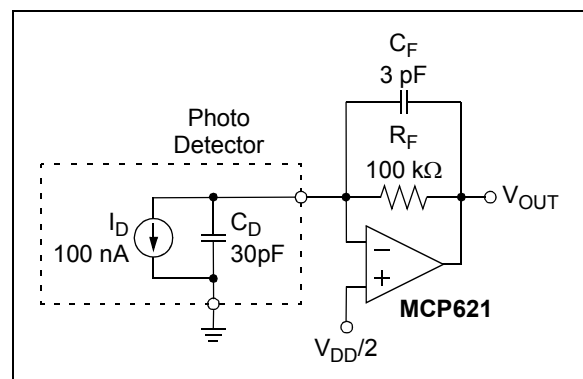 C_F
3 pF
Photo
Detector
R_F
100 kΩ
V_OUT
I_D
100 nA
C_D
30pF
−
+
MCP621
V_DD/2